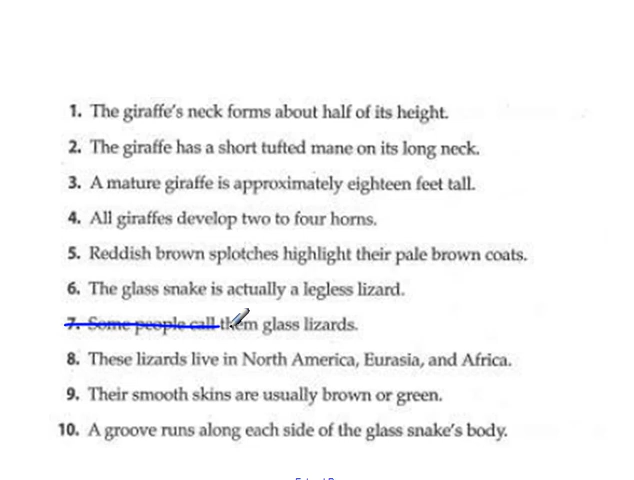 1. The giraffe's neck forms about half of its height.
2. The giraffe has a short tufted mane on its long neck.
3. A mature giraffe is approximately eighteen feet tall.
4. All giraffes develop two to four horns.
5. Reddish brown splotches highlight their pale brown coats.
6. The glass snake is actually a legless lizard.
7. Some people call them glass lizards.
8. These lizards live in North America, Eurasia, and Africa.
9. Their smooth skins are usually brown or green.
10. A groove runs along each side of the glass snake's body.